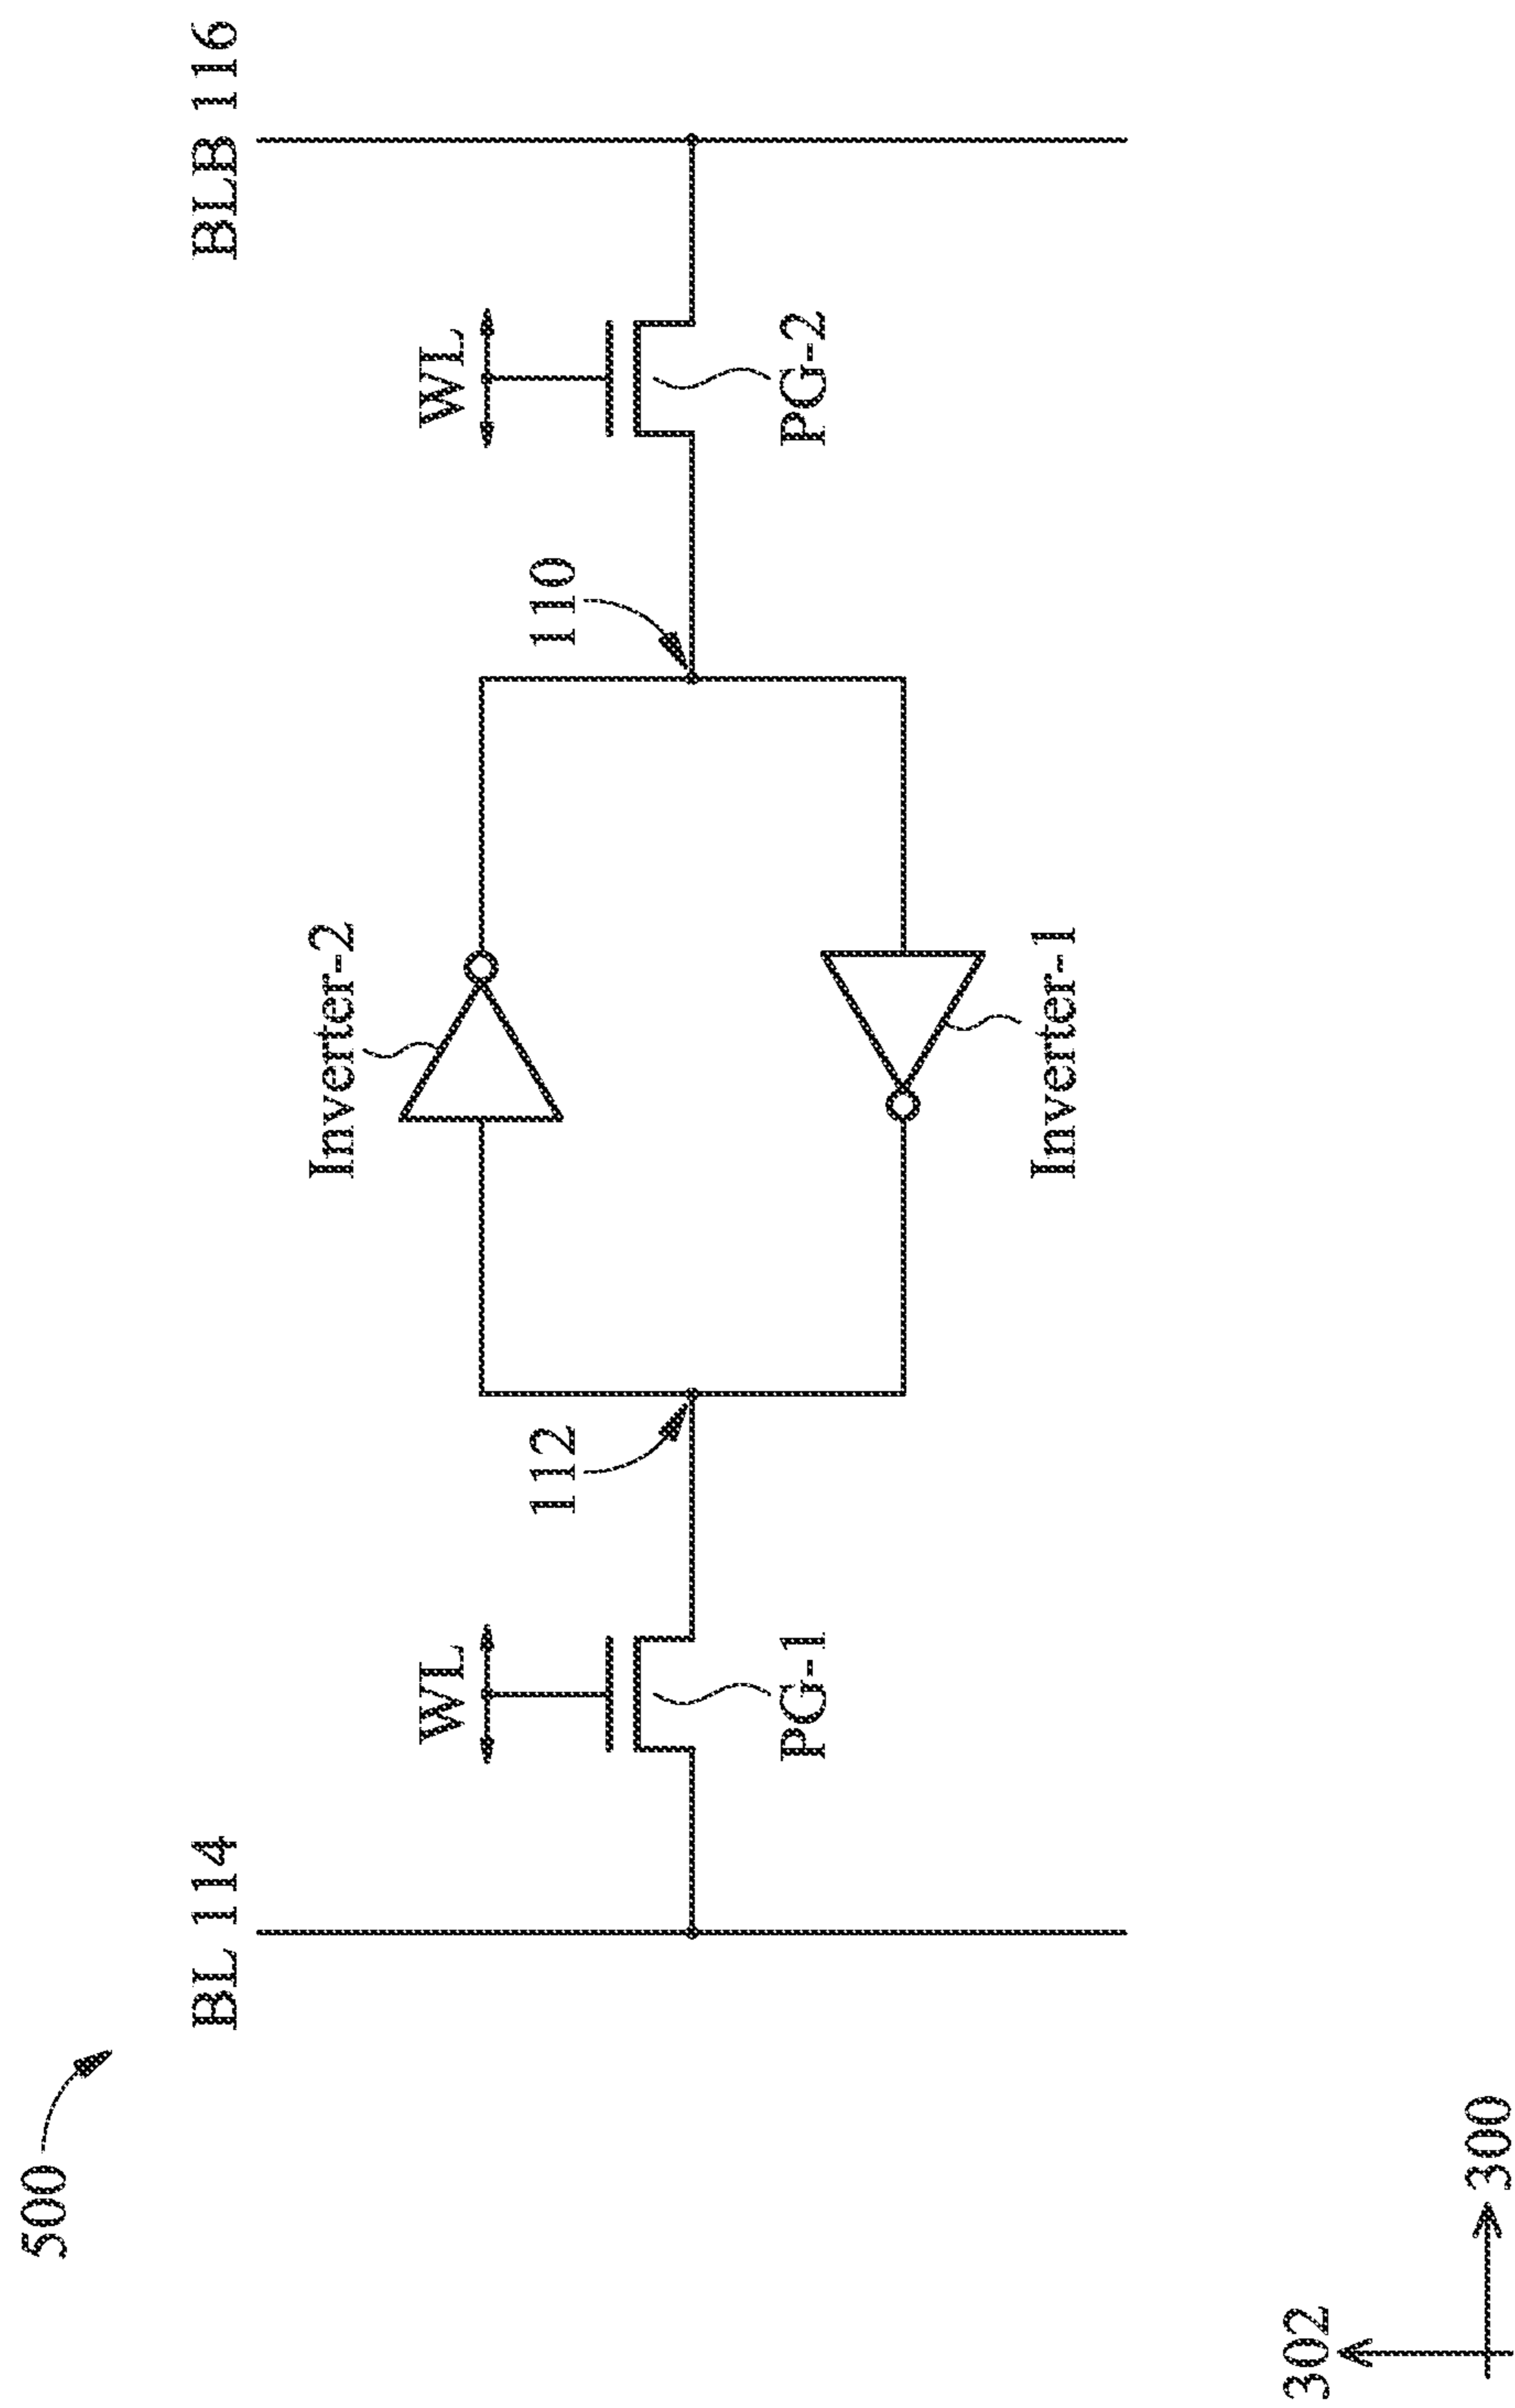 500
BL 114
BLB 116
Inverter-2
WL
WL
112
110
PG-1
PG-2
Inverter-1
302
300